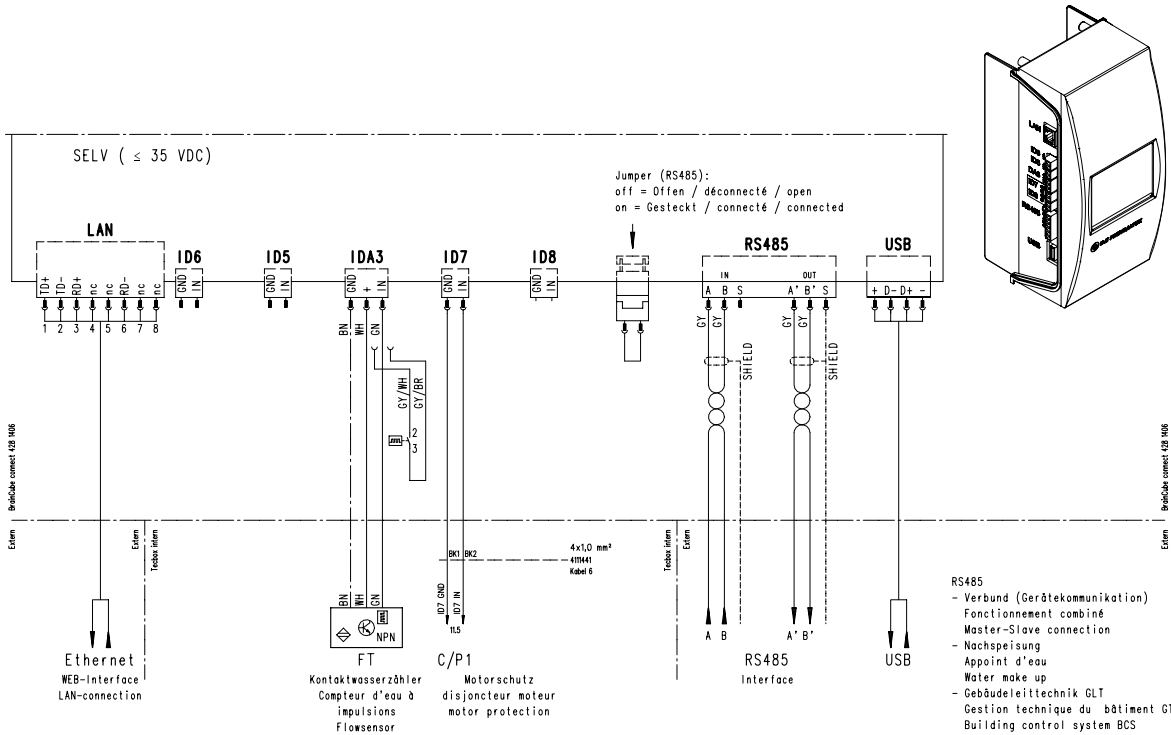 SELV ( ≤ 35 VDC)
Jumper (RS485):
off = Offen / déconnecté / open
on = Gesteckt / connecté / connected
LAN
ID6
ID5
IDA3
ID7
ID8
RS485
USB
TD+ TD- RD+ nc nc RD- nc nc
GND IN
GND IN
GND + IN
GND IN
GND IN
IN OUT
A B S A' B' S
+ D- D+ -
1 2 3 4 5 6 7 8
BN WH GN
GY GY GY GY
GY/WH
GY/BR
SHIELD
SHIELD
2
3
BrainCube connect 428 1406
BrainCube connect 428 1406
Extern
Extern
Tecbox intern
Tecbox intern
Extern
Extern
BK1 BK2
4x1,0 mm²
4111441
Kabel 6
BN WH GN
ID7 GND
ID7 IN
11.5
NPN
A B A' B'
Ethernet
WEB-Interface
LAN-connection
FT
Kontaktwasserzähler
Compteur d'eau à
impulsions
Flowsensor
C/P1
Motorschutz
disjoncteur moteur
motor protection
RS485
Interface
USB
RS485
- Verbund (Gerätekommunikation)
Fonctionnement combiné
Master-Slave connection
- Nachspeisung
Appoint d'eau
Water make up
- Gebäudeleittechnik GLT
Gestion technique du bâtiment GT
Building control system BCS
LAN
RS485
USB